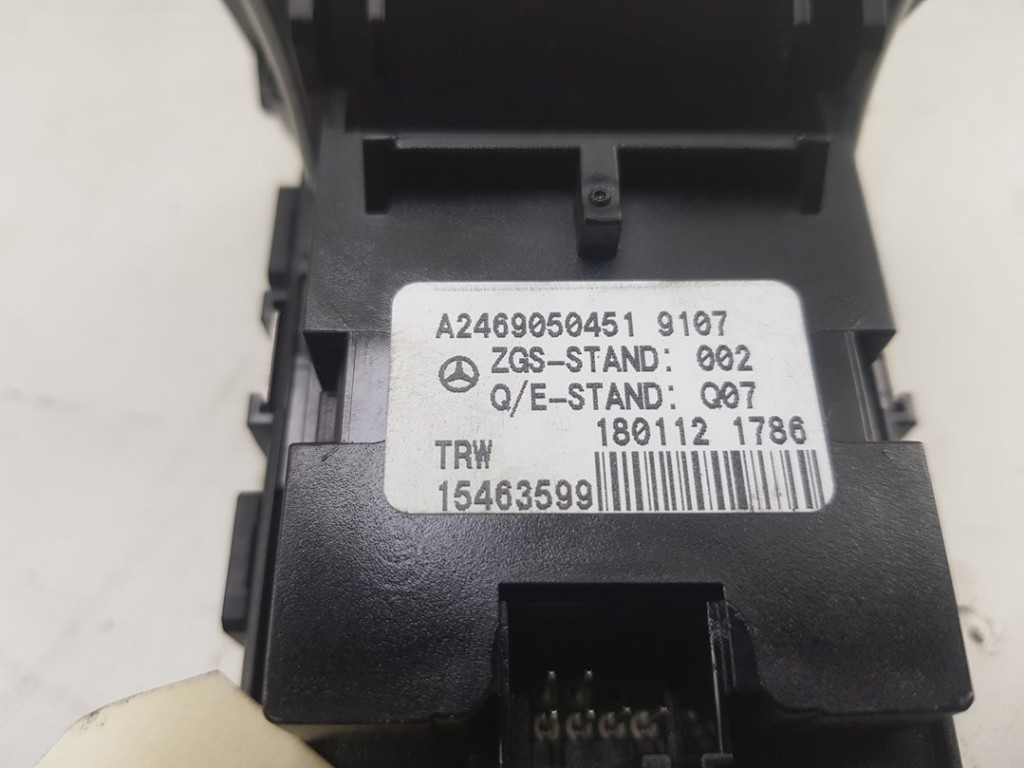 A2469050451 9107
ZGS-STAND: 002
Q/E-STAND: Q07
180112 1786
TRW
15463599